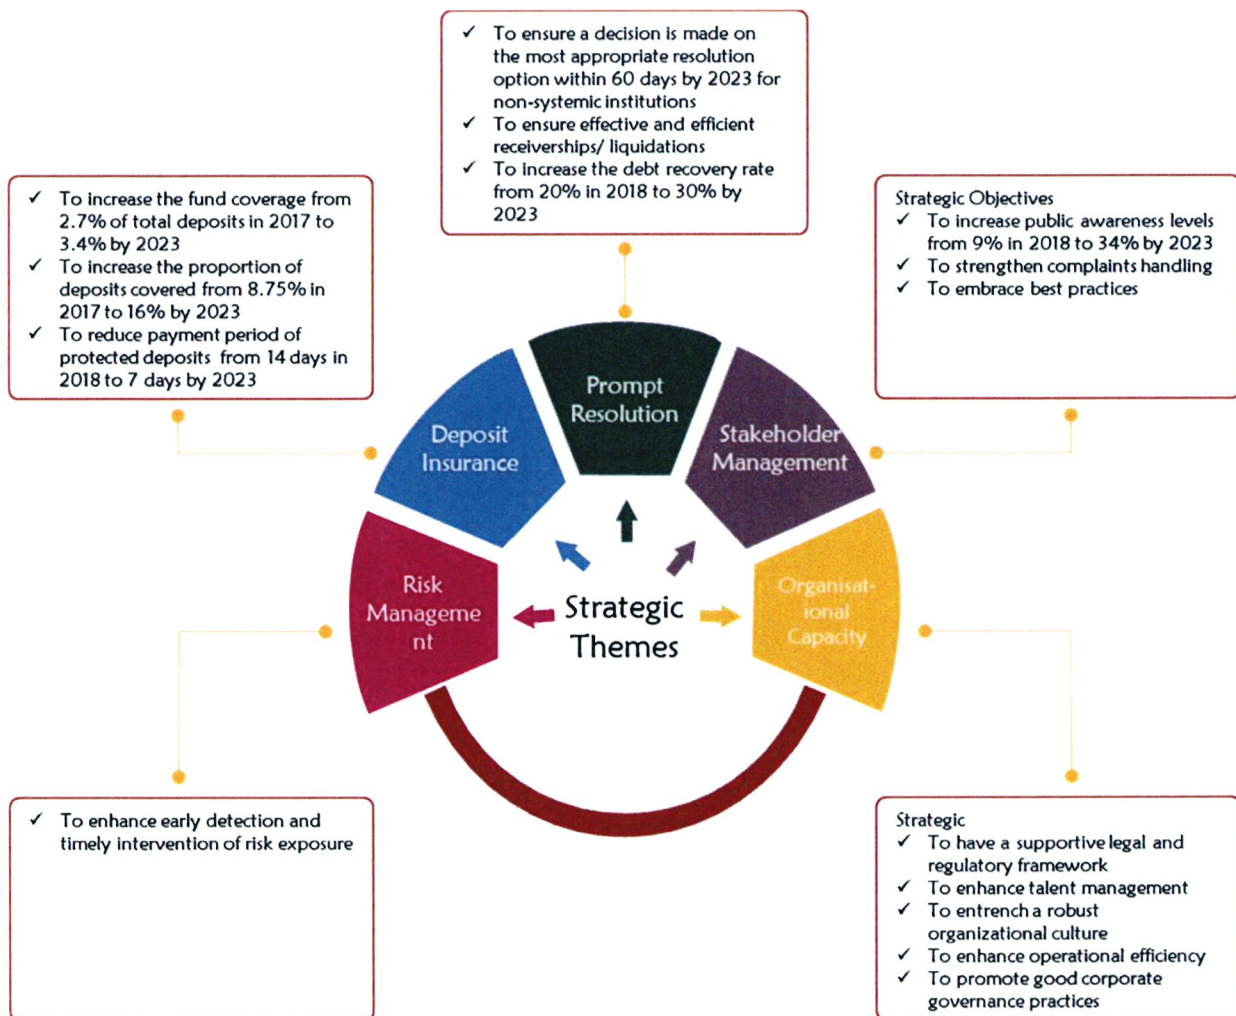 ✓ To ensure a decision is made on
the most appropriate resolution
option within 60 days by 2023 for
non-systemic institutions
✓ To ensure effective and efficient
receiverships/ liquidations
✓ To increase the debt recovery rate
from 20% in 2018 to 30% by
2023
✓ To increase the fund coverage from
2.7% of total deposits in 2017 to
3.4% by 2023
✓ To increase the proportion of
deposits covered from 8.75% in
2017 to 16% by 2023
✓ To reduce payment period of
protected deposits from 14 days in
2018 to 7 days by 2023
Strategic Objectives
✓ To increase public awareness levels
from 9% in 2018 to 34% by 2023
✓ To strengthen complaints handling
✓ To embrace best practices
Prompt
Resolution
Deposit
Insurance
Stakeholder
Management
Risk
Manageme
nt
Strategic
Themes
Organisat-
ional
Capacity
✓ To enhance early detection and
timely intervention of risk exposure
Strategic
✓ To have a supportive legal and
regulatory framework
✓ To enhance talent management
✓ To entrench a robust
organizational culture
✓ To enhance operational efficiency
✓ To promote good corporate
governance practices